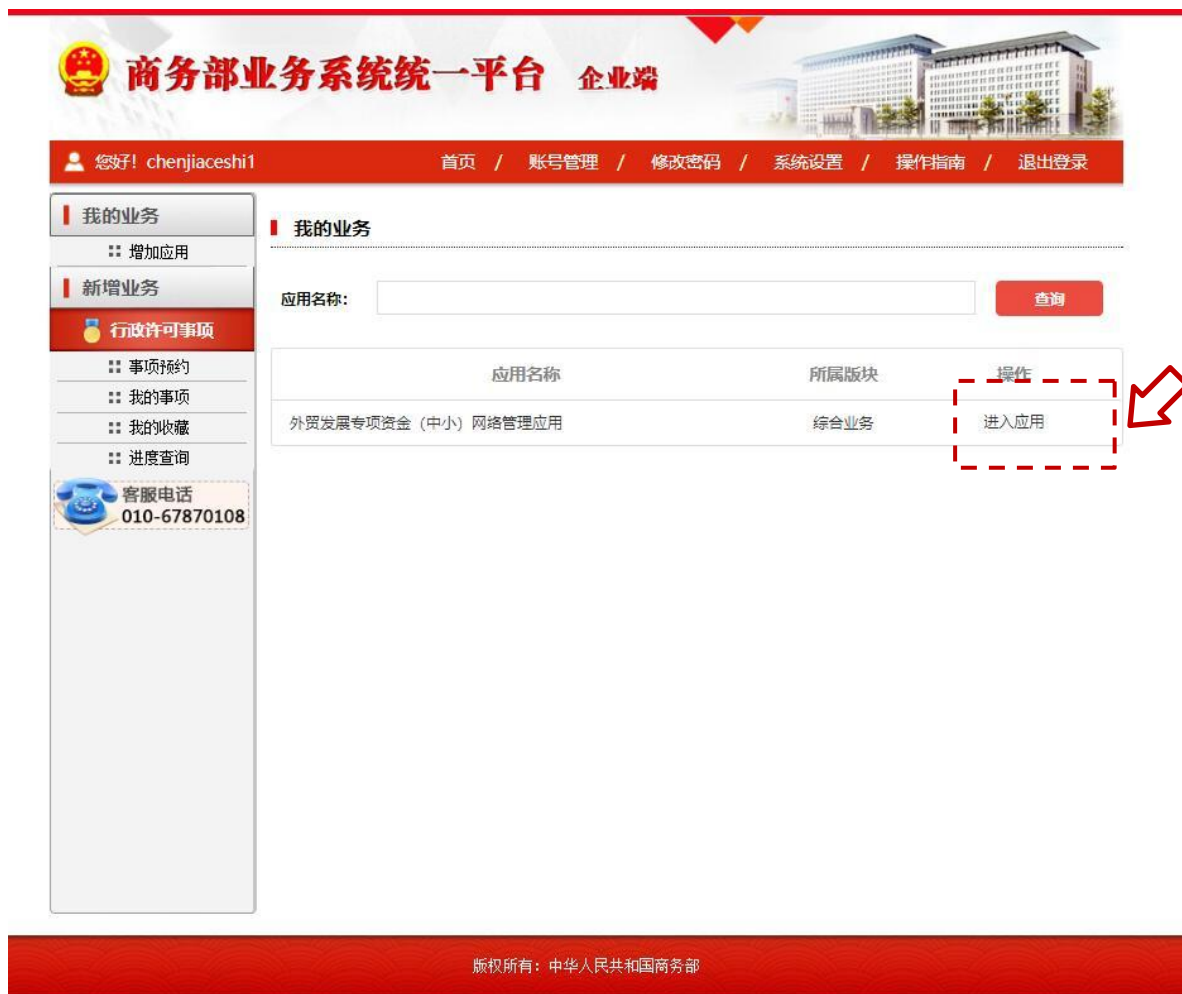 商务部业务系统统一平台 企业端
您好！chenjiaceshi1 首页 / 账号管理 / 修改密码 / 系统设置 / 操作指南 / 退出登录
我的业务
增加应用
新增业务
行政许可事项
事项预约
我的事项
我的收藏
进度查询
客服电话
010-67870108
我的业务
应用名称： 查询
应用名称 所属版块 操作
外贸发展专项资金（中小）网络管理应用 综合业务 进入应用
版权所有：中华人民共和国商务部